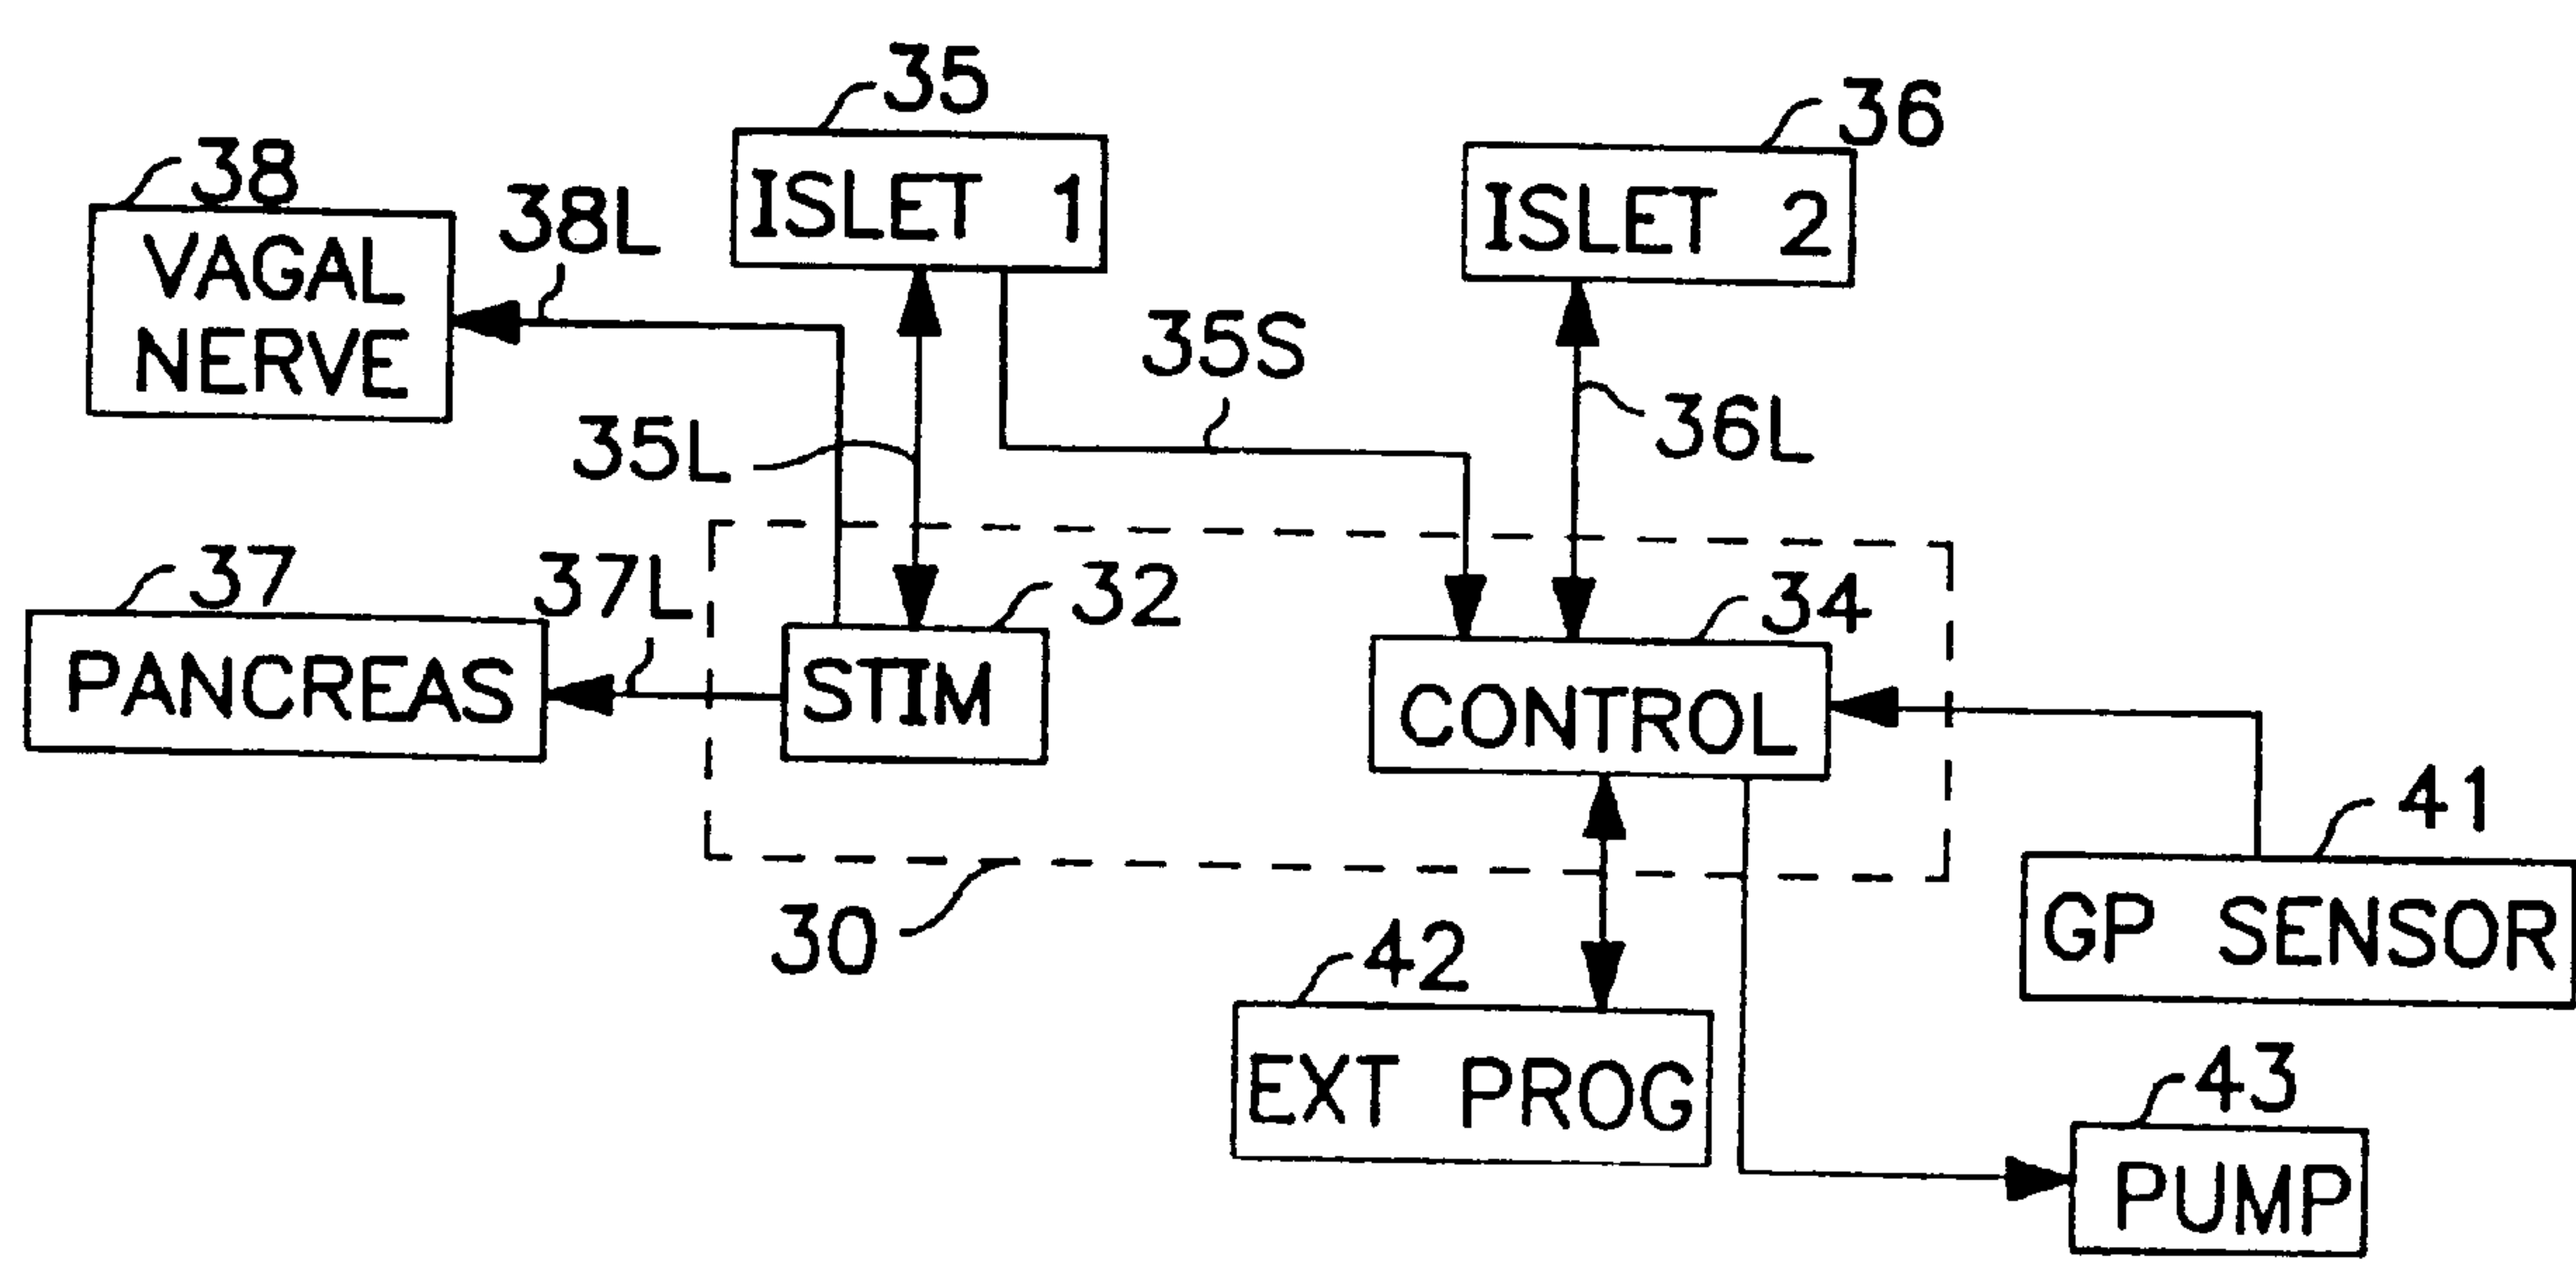 35
36
38
ISLET 1
ISLET 2
38L
VAGAL
NERVE
35S
35L
36L
37
37L
32
34
PANCREAS
STIM
CONTROL
41
30
42
GP SENSOR
EXT PROG
43
PUMP